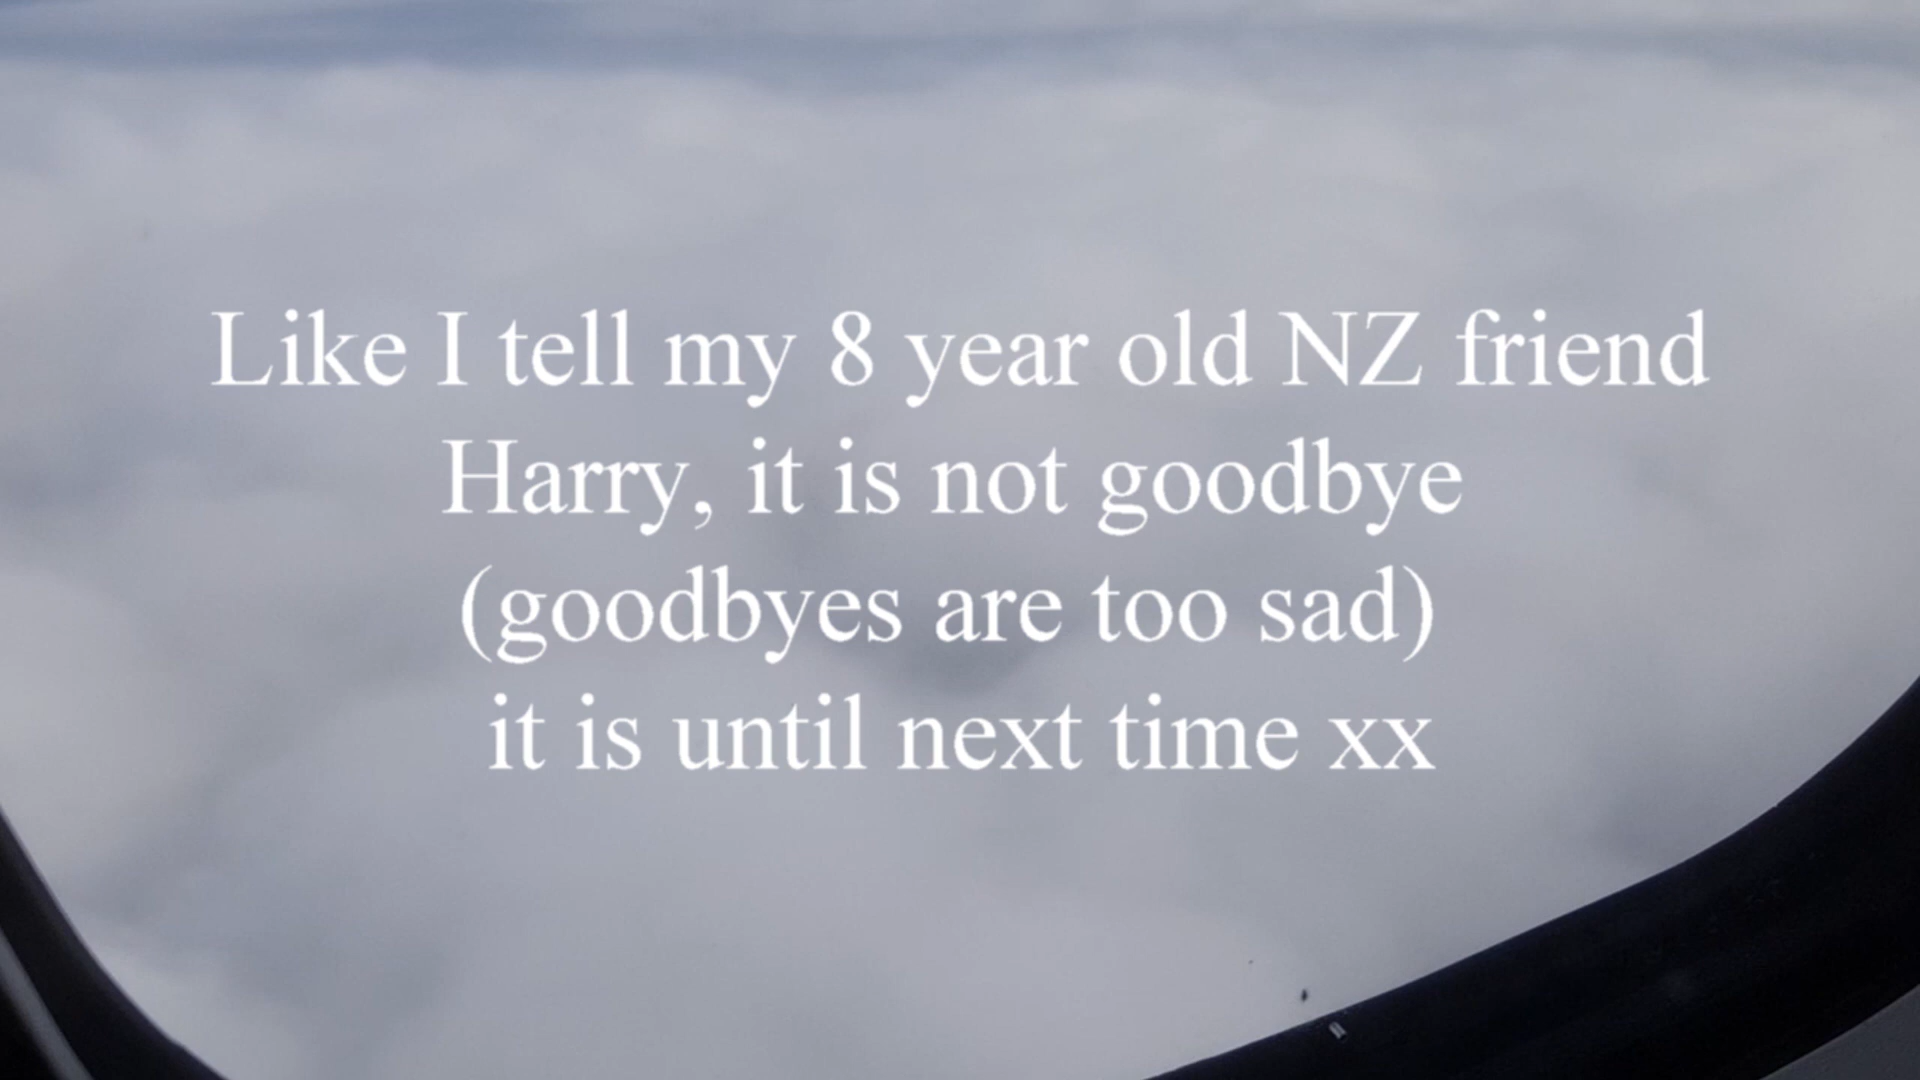 Like I tell my 8 year old NZ friend
Harry, it is not goodbye
(goodbyes are too sad)
it is until next time xx